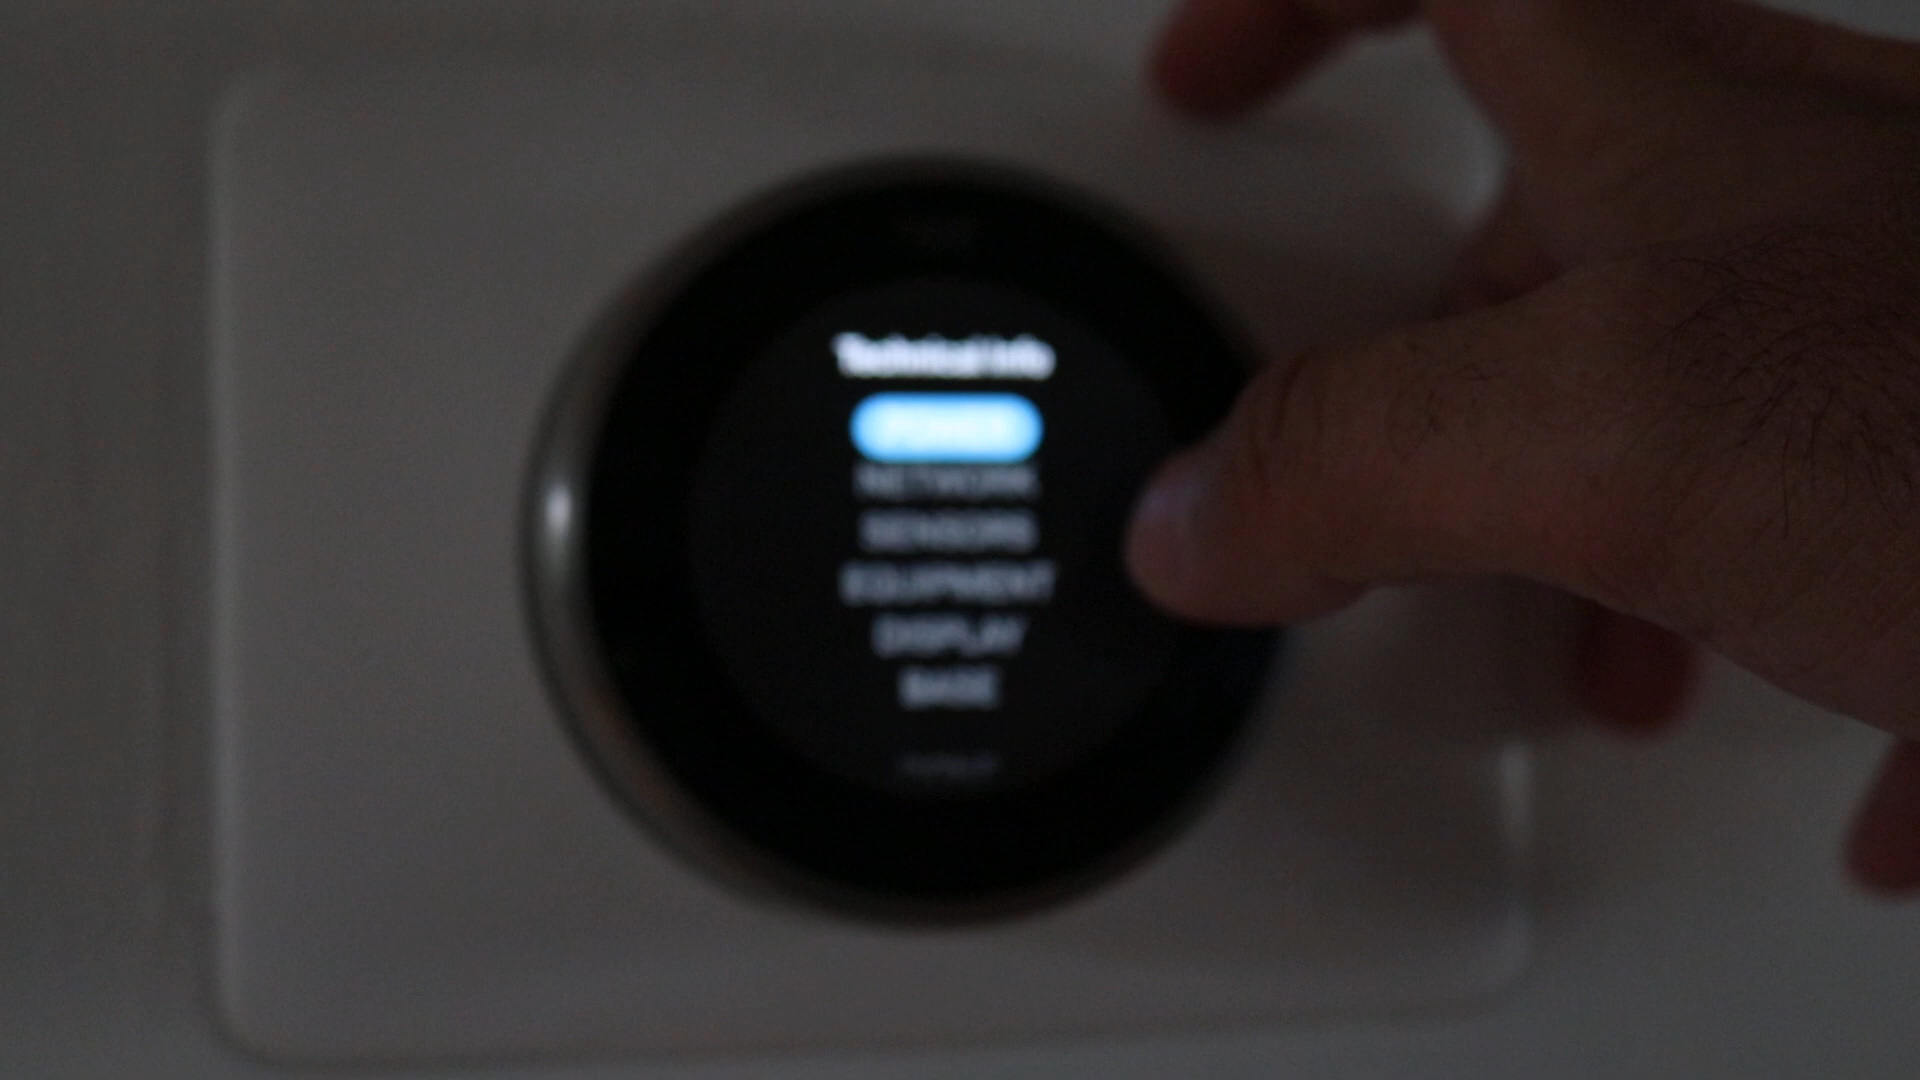 Technical Info
POWER
NETWORK
SENSORS
EQUIPMENT
DISPLAY
BASE